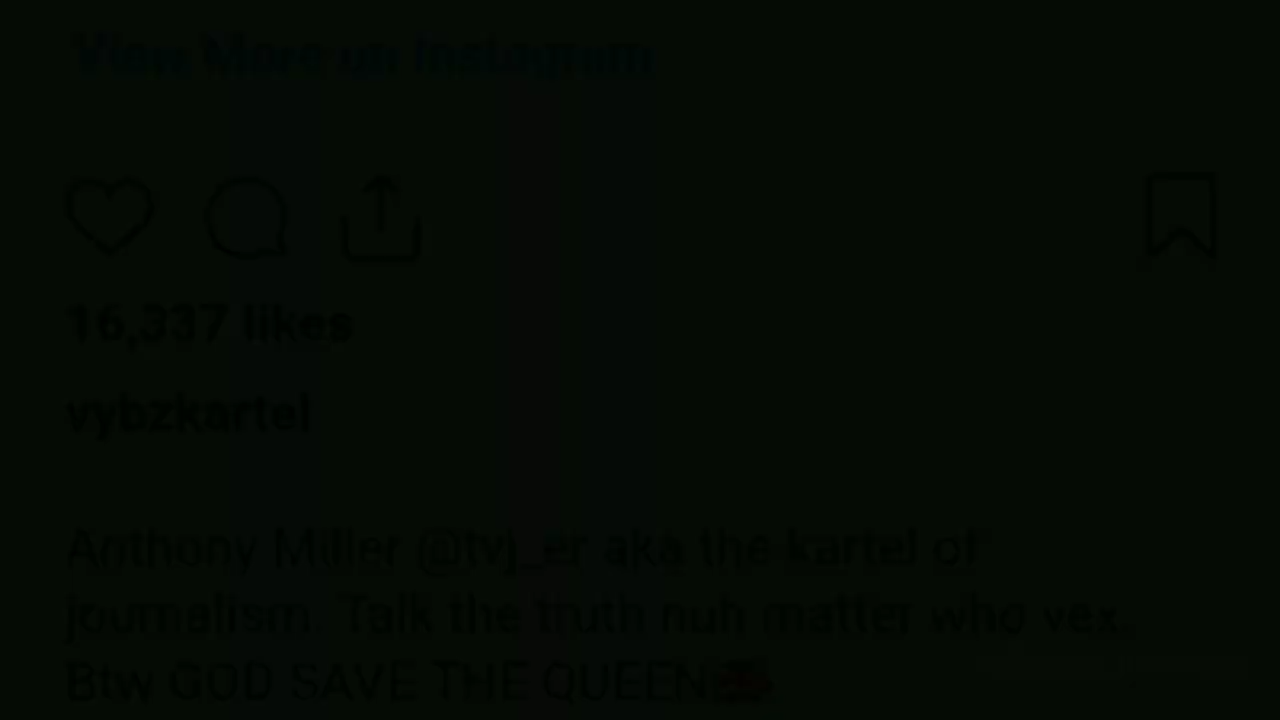 View More on Instagram
16,337 likes
vybzkartel
Anthony Miller @tvj_er aka the kartel of
journalism. Talk the truth nuh matter who vex.
Btw GOD SAVE THE QUEEN